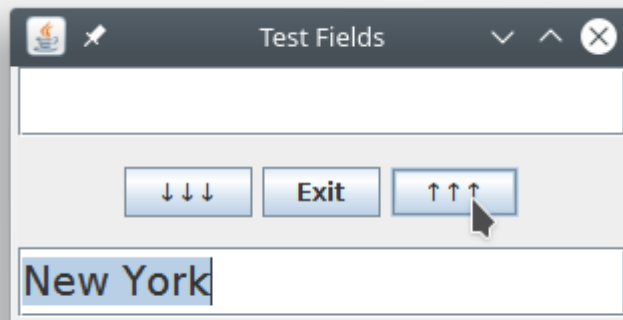 Test Fields
↓↓↓ Exit ↑↑↑
New York